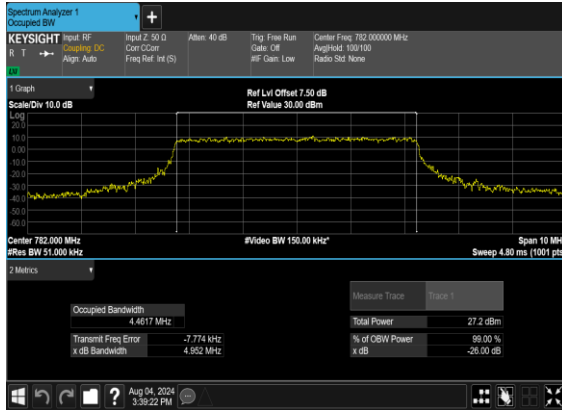 Spectrum Analyzer 1
Occupied BW
+
KEYSIGHT Input: RF Input Z: 50 Ω Atten: 40 dB Trig: Free Run Center Freq: 782.000000 MHz
R T Coupling: DC Corr CCorr Gate: Off Avg|Hold: 100/100
Align: Auto Freq Ref: Int (S) #IF Gain: Low Radio Std: None
LU
1 Graph Ref Lvl Offset 7.50 dB
Scale/Div 10.0 dB Ref Value 30.00 dBm
Log
20.0
10.0
0.00
-10.0
-20.0
-30.0
-40.0
-50.0
-60.0
Center 782.000 MHz #Video BW 150.00 kHz* Span 10 MH
#Res BW 51.000 kHz Sweep 4.80 ms (1001 pts
2 Metrics
Measure Trace Trace 1
Occupied Bandwidth
4.4617 MHz Total Power 27.2 dBm
Transmit Freq Error -7.774 kHz % of OBW Power 99.00 %
x dB Bandwidth 4.952 MHz x dB -26.00 dB
? Aug 04, 2024
3:39:22 PM